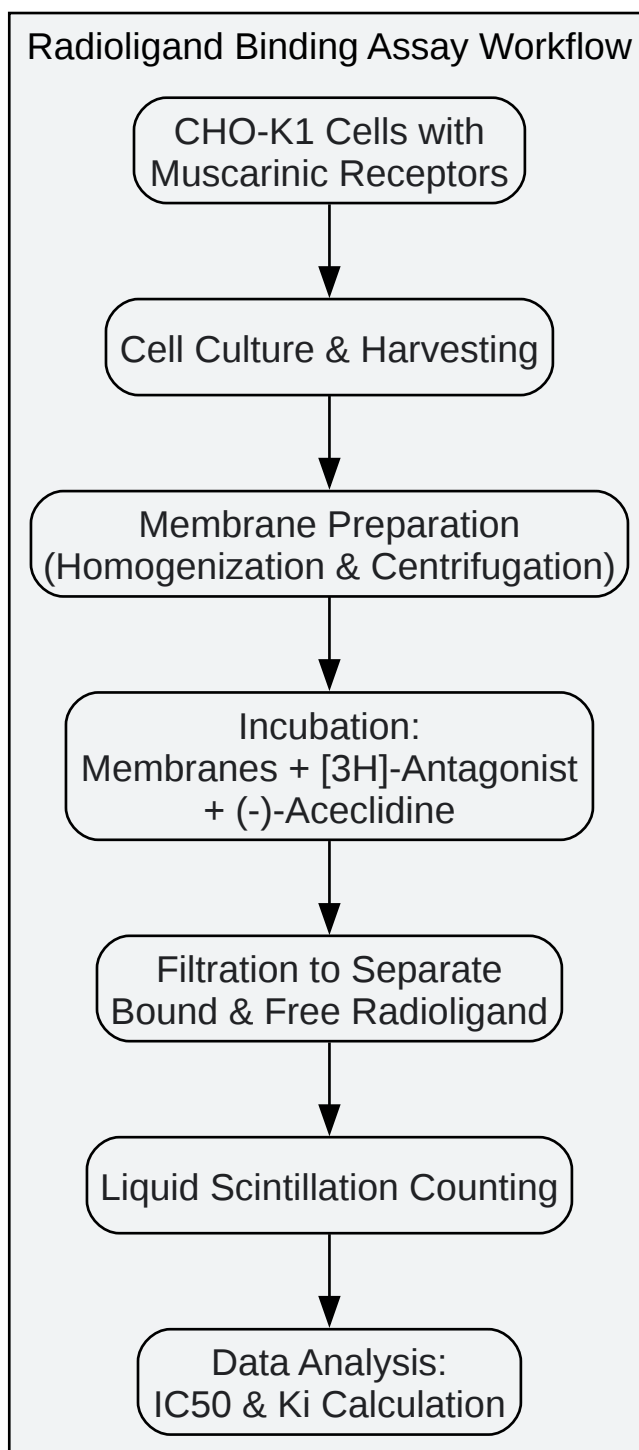 Radioligand Binding Assay Workflow
CHO-K1 Cells with
Muscarinic Receptors
Cell Culture & Harvesting
Membrane Preparation
(Homogenization & Centrifugation)
Incubation:
Membranes + [3H]-Antagonist
+ (-)-Aceclidine
Filtration to Separate
Bound & Free Radioligand
Liquid Scintillation Counting
Data Analysis:
IC50 & Ki Calculation